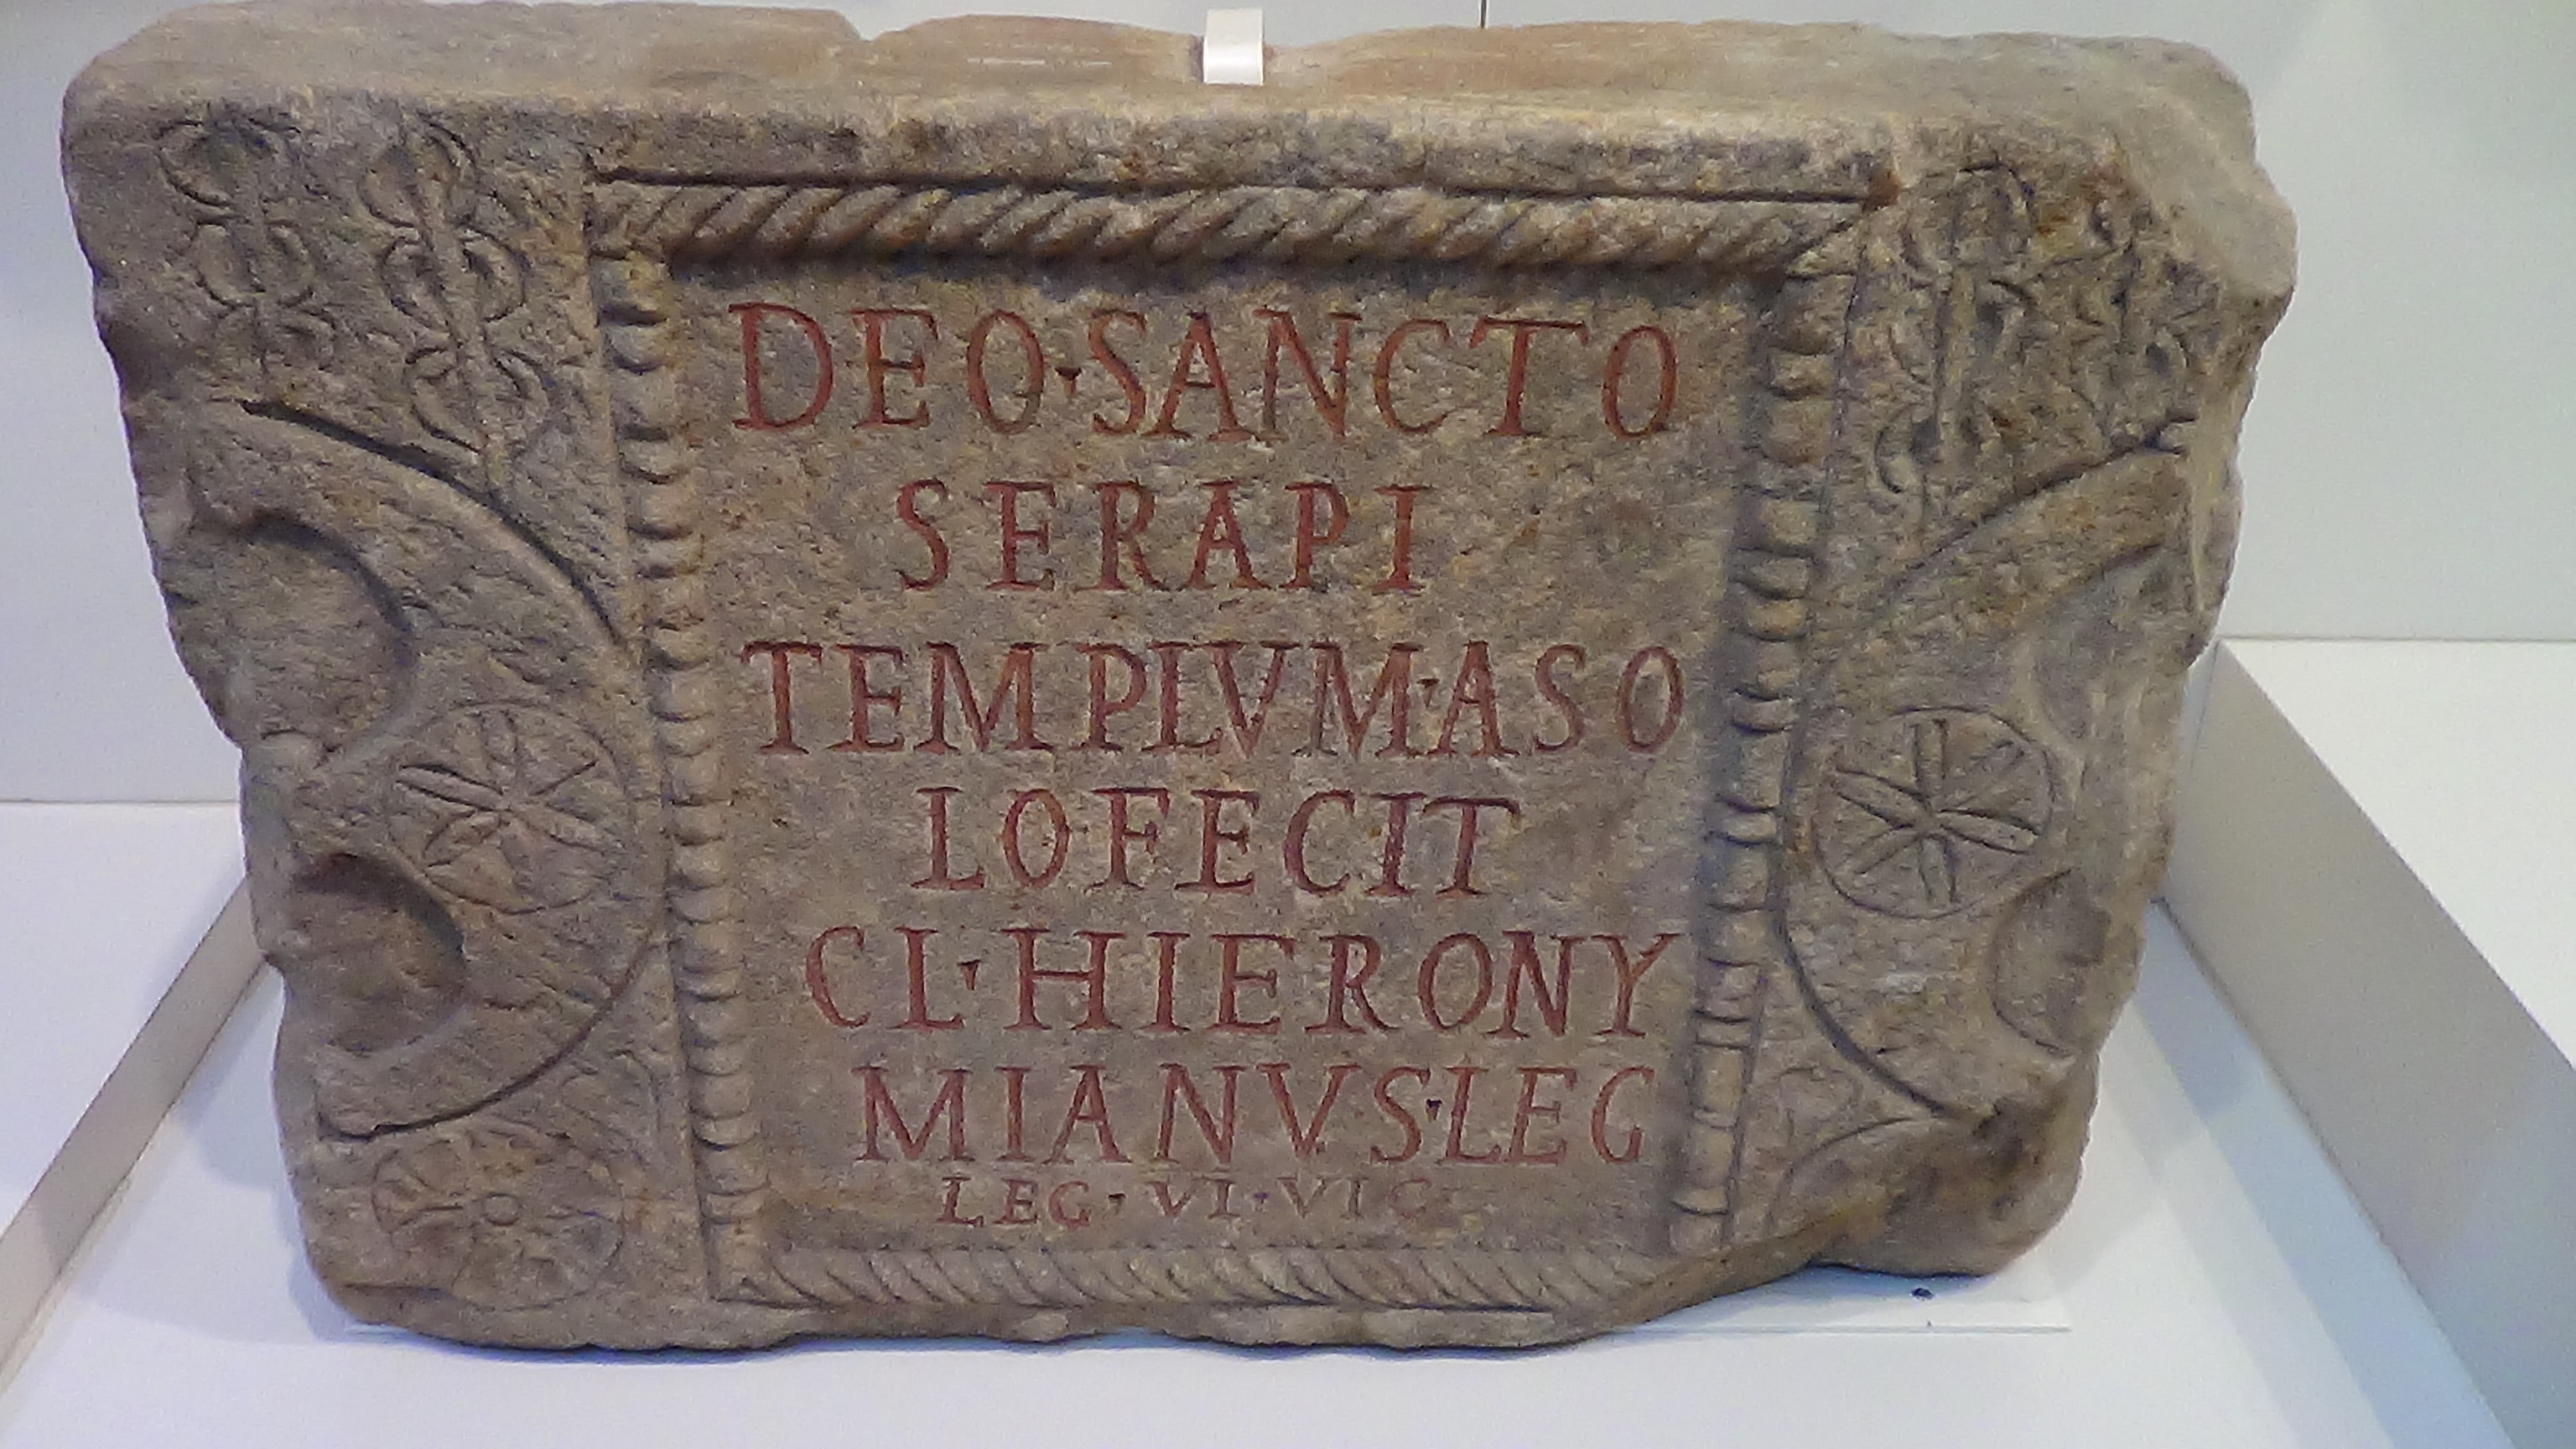 DEO·SANCTO
SERAPI
TEMPLVM·ASO
LO·FECIT
CL·HIERONY
MIANVS·LEG
LEG·VI·VIC